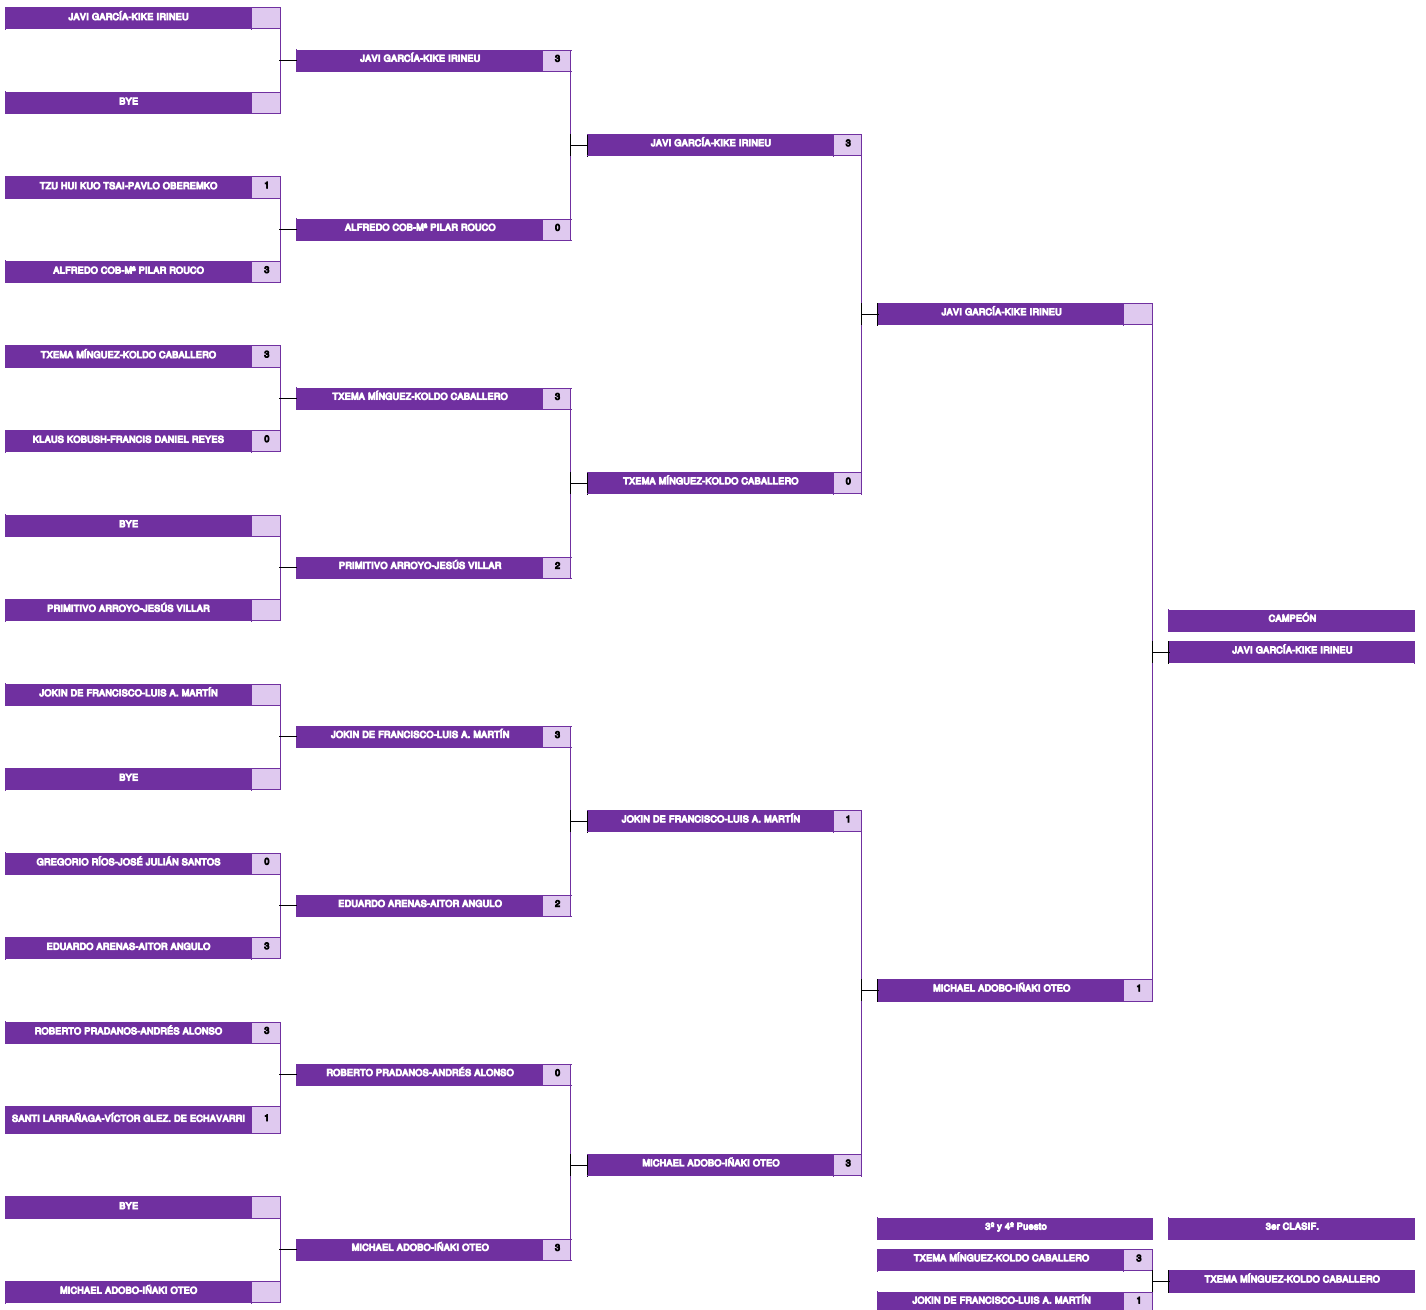 JAVI GARCÍA-KIKE IRINEU
BYE
TZU HUI KUO TSAI-PAVLO OBEREMKO 1
ALFREDO COB-Mª PILAR ROUCO 3
TXEMA MÍNGUEZ-KOLDO CABALLERO 3
KLAUS KOBUSH-FRANCIS DANIEL REYES 0
BYE
PRIMITIVO ARROYO-JESÚS VILLAR
JOKIN DE FRANCISCO-LUIS A. MARTÍN
BYE
GREGORIO RÍOS-JOSÉ JULIÁN SANTOS 0
EDUARDO ARENAS-AITOR ANGULO 3
ROBERTO PRADANOS-ANDRÉS ALONSO 3
SANTI LARRAÑAGA-VÍCTOR GLEZ. DE ECHAVARRI 1
BYE
MICHAEL ADOBO-IÑAKI OTEO
JAVI GARCÍA-KIKE IRINEU 3
ALFREDO COB-Mª PILAR ROUCO 0
TXEMA MÍNGUEZ-KOLDO CABALLERO 3
PRIMITIVO ARROYO-JESÚS VILLAR 2
JOKIN DE FRANCISCO-LUIS A. MARTÍN 3
EDUARDO ARENAS-AITOR ANGULO 2
ROBERTO PRADANOS-ANDRÉS ALONSO 0
MICHAEL ADOBO-IÑAKI OTEO 3
JAVI GARCÍA-KIKE IRINEU 3
TXEMA MÍNGUEZ-KOLDO CABALLERO 0
JOKIN DE FRANCISCO-LUIS A. MARTÍN 1
MICHAEL ADOBO-IÑAKI OTEO 3
JAVI GARCÍA-KIKE IRINEU
MICHAEL ADOBO-IÑAKI OTEO 1
CAMPEÓN
JAVI GARCÍA-KIKE IRINEU
3º y 4º Puesto
TXEMA MÍNGUEZ-KOLDO CABALLERO 3
JOKIN DE FRANCISCO-LUIS A. MARTÍN 1
3er CLASIF.
TXEMA MÍNGUEZ-KOLDO CABALLERO